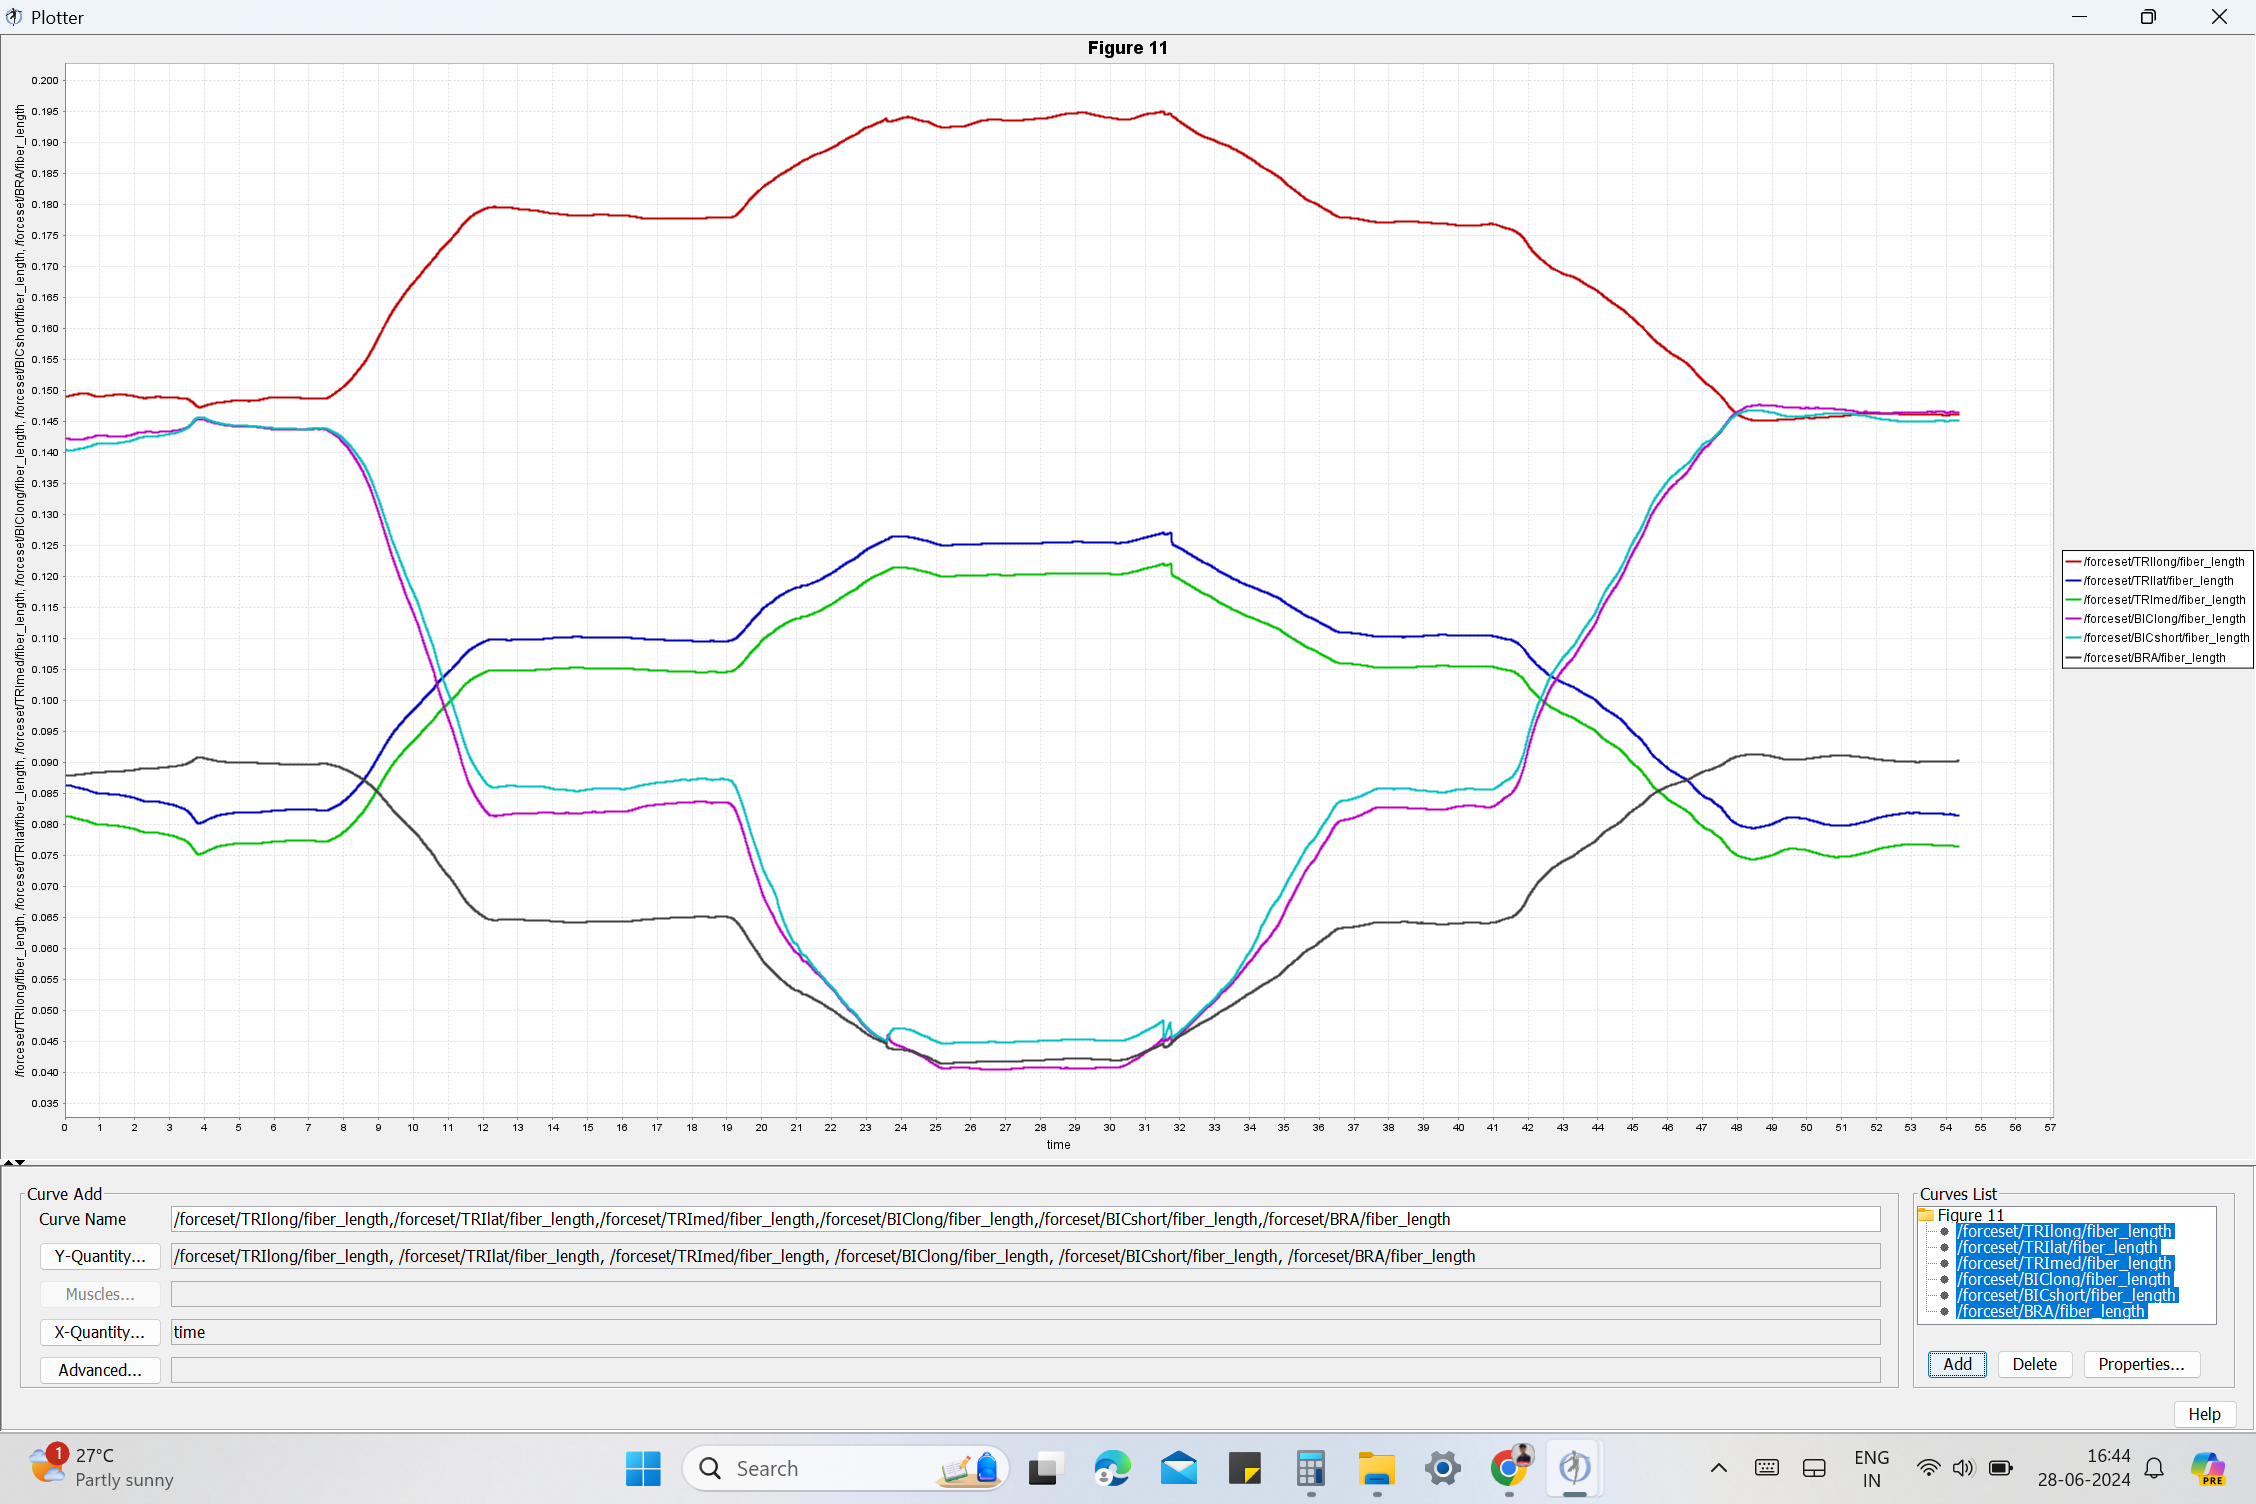 Plotter
Figure 11
/forceset/TRIlong/fiber_length, /forceset/TRIlat/fiber_length, /forceset/TRImed/fiber_length, /forceset/BIClong/fiber_length, /forceset/BICshort/fiber_length, /forceset/BRA/fiber_length
0.200
0.195
0.190
0.185
0.180
0.175
0.170
0.165
0.160
0.155
0.150
0.145
0.140
0.135
0.130
0.125
0.120
0.115
0.110
0.105
0.100
0.095
0.090
0.085
0.080
0.075
0.070
0.065
0.060
0.055
0.050
0.045
0.040
0.035
0 1 2 3 4 5 6 7 8 9 10 11 12 13 14 15 16 17 18 19 20 21 22 23 24 25 26 27 28 29 30 31 32 33 34 35 36 37 38 39 40 41 42 43 44 45 46 47 48 49 50 51 52 53 54 55 56 57
time
/forceset/TRIlong/fiber_length
/forceset/TRIlat/fiber_length
/forceset/TRImed/fiber_length
/forceset/BIClong/fiber_length
/forceset/BICshort/fiber_length
/forceset/BRA/fiber_length
Curve Add
Curve Name /forceset/TRIlong/fiber_length,/forceset/TRIlat/fiber_length,/forceset/TRImed/fiber_length,/forceset/BIClong/fiber_length,/forceset/BICshort/fiber_length,/forceset/BRA/fiber_length
Y-Quantity... /forceset/TRIlong/fiber_length, /forceset/TRIlat/fiber_length, /forceset/TRImed/fiber_length, /forceset/BIClong/fiber_length, /forceset/BICshort/fiber_length, /forceset/BRA/fiber_length
Muscles...
X-Quantity... time
Advanced...
Curves List
Figure 11
/forceset/TRIlong/fiber_length
/forceset/TRIlat/fiber_length
/forceset/TRImed/fiber_length
/forceset/BIClong/fiber_length
/forceset/BICshort/fiber_length
/forceset/BRA/fiber_length
Add Delete Properties...
Help
1
27°C
Partly sunny
Search
ENG
IN
16:44
28-06-2024
PRE